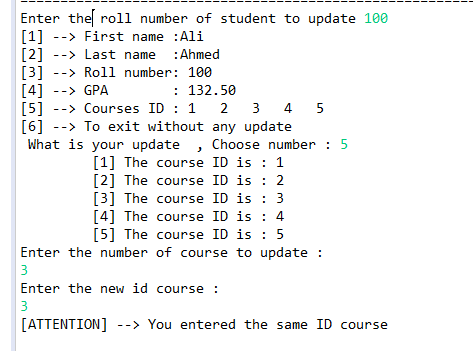 Enter the roll number of student to update 100
[1] --> First name :Ali
[2] --> Last name  :Ahmed
[3] --> Roll number: 100
[4] --> GPA        : 132.50
[5] --> Courses ID : 1   2   3   4   5
[6] --> To exit without any update
 What is your update  , Choose number : 5
         [1] The course ID is : 1
         [2] The course ID is : 2
         [3] The course ID is : 3
         [4] The course ID is : 4
         [5] The course ID is : 5
Enter the number of course to update :
3
Enter the new id course :
3
[ATTENTION] --> You entered the same ID course